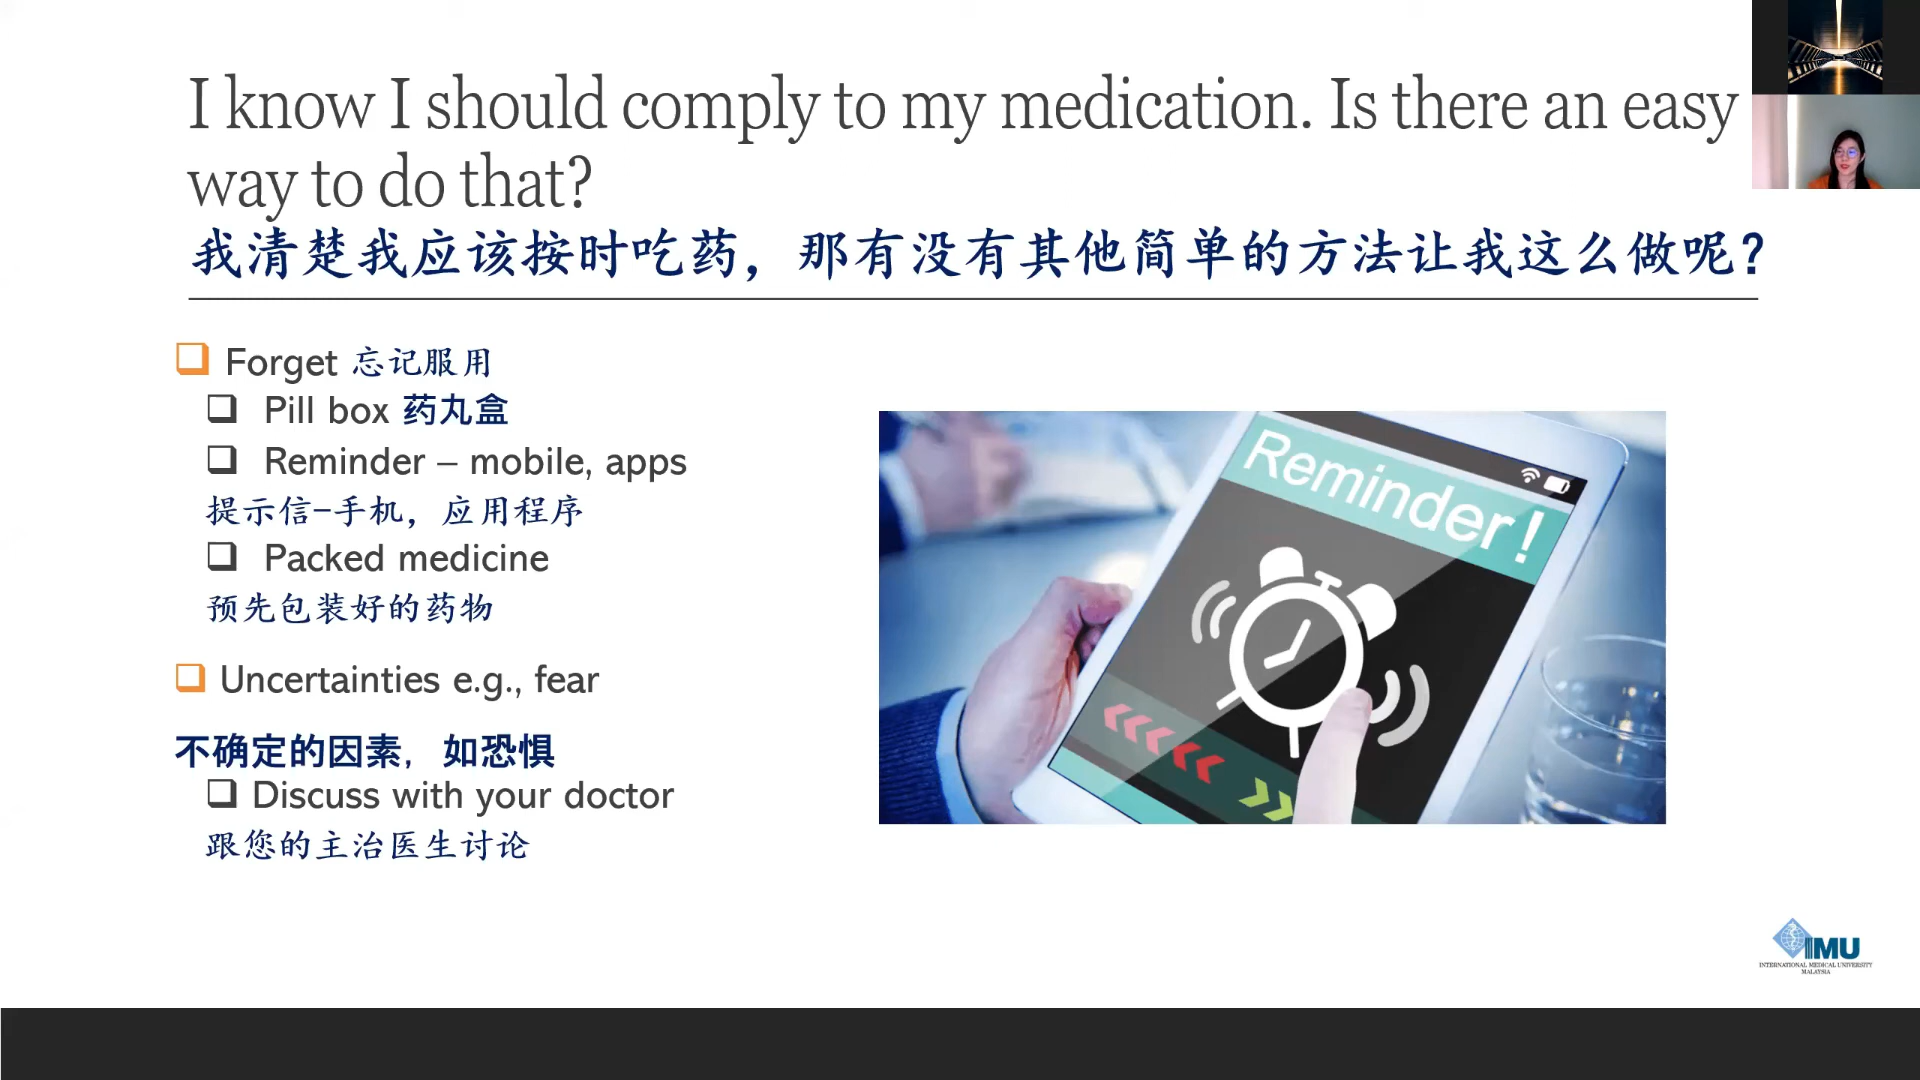 I know I should comply to my medication. Is there an easy
way to do that?
我清楚我应该按时吃药，那有没有其他简单的方法让我这么做呢？
Forget 忘记服用
Pill box 药丸盒
Reminder – mobile, apps
提示信-手机，应用程序
Packed medicine
预先包装好的药物
Uncertainties e.g., fear
不确定的因素，如恐惧
Discuss with your doctor
跟您的主治医生讨论
Reminder!
IMU
INTERNATIONAL MEDICAL UNIVERSITY
MALAYSIA